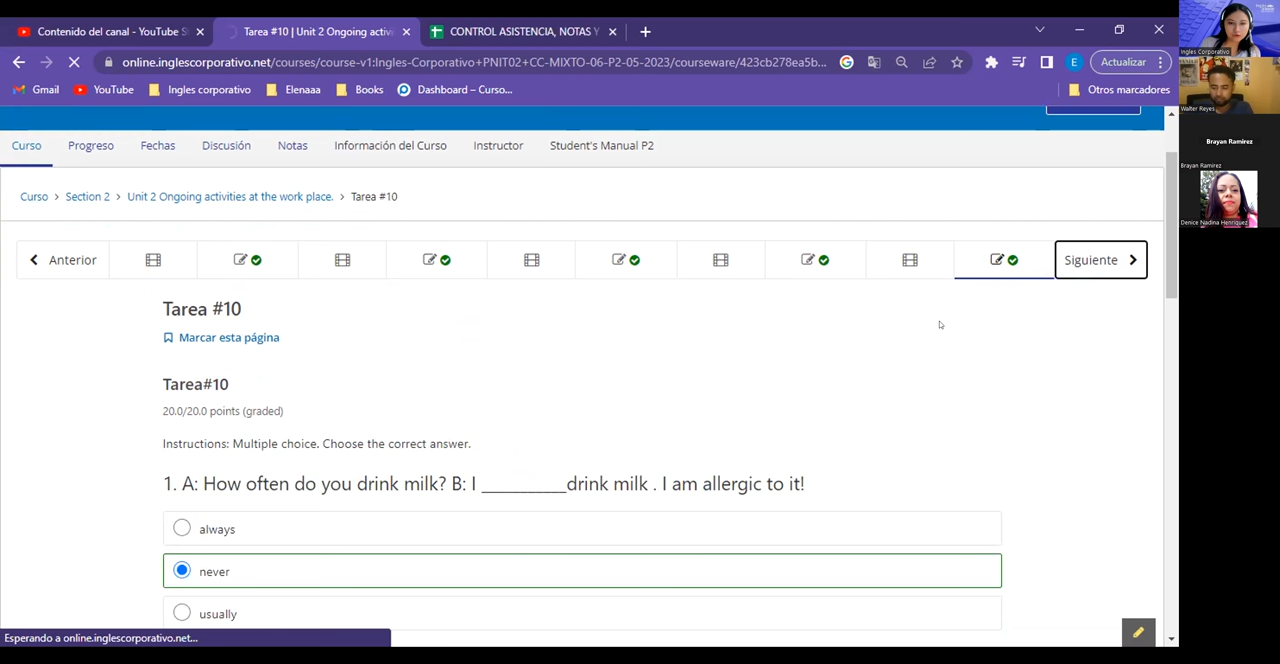 Contenido del canal - YouTube S
Tarea #10 | Unit 2 Ongoing activi
CONTROL ASISTENCIA, NOTAS Y
online.inglescorporativo.net/courses/course-v1:Ingles-Corporativo+PNIT02+CC-MIXTO-06-P2-05-2023/courseware/423cb278ea5b...
Actualizar
E
Gmail
YouTube
Ingles corporativo
Elenaaa
Books
Dashboard – Curso...
Otros marcadores
Curso
Progreso
Fechas
Discusión
Notas
Información del Curso
Instructor
Student's Manual P2
Curso > Section 2 > Unit 2 Ongoing activities at the work place. > Tarea #10
Anterior
Siguiente
Tarea #10
Marcar esta página
Tarea#10
20.0/20.0 points (graded)
Instructions: Multiple choice. Choose the correct answer.
1. A: How often do you drink milk? B: I __________drink milk . I am allergic to it!
always
never
usually
Esperando a online.inglescorporativo.net...
Ingles Corporativo
Walter Reyes
Brayan Ramirez
Brayan Ramirez
Denice Nadina Henriquez